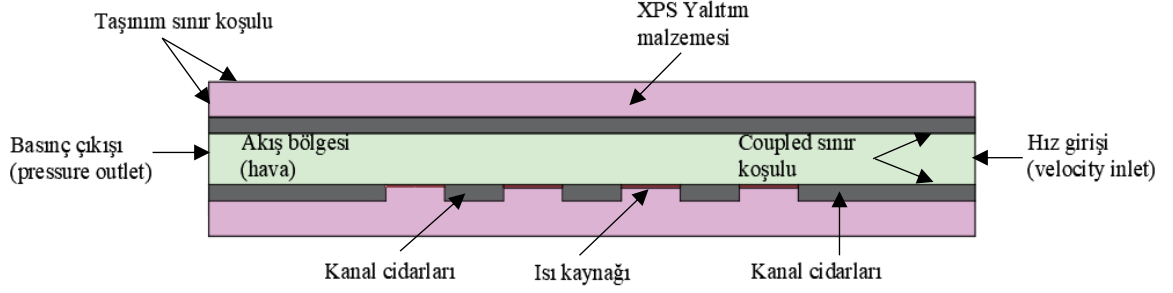 Taşınım sınır koşulu
XPS Yalıtım
malzemesi
Basınç çıkışı
(pressure outlet)
Akış bölgesi
(hava)
Coupled sınır
koşulu
Hız girişi
(velocity inlet)
Kanal cidarları
Isı kaynağı
Kanal cidarları